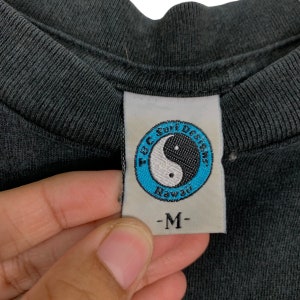 T & C Surf Designs
Hawaii
-M-